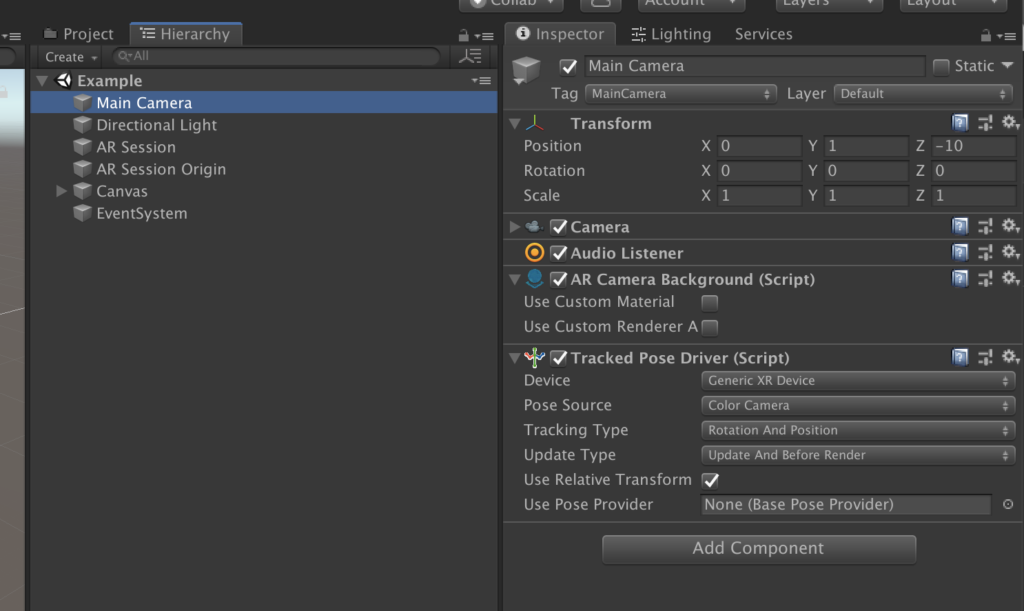 Collab Account Layers Layout
Project Hierarchy
Create All
Example
Main Camera
Directional Light
AR Session
AR Session Origin
Canvas
EventSystem
Inspector Lighting Services
Main Camera Static
Tag MainCamera Layer Default
Transform
Position X 0 Y 1 Z -10
Rotation X 0 Y 0 Z 0
Scale X 1 Y 1 Z 1
Camera
Audio Listener
AR Camera Background (Script)
Use Custom Material
Use Custom Renderer A
Tracked Pose Driver (Script)
Device Generic XR Device
Pose Source Color Camera
Tracking Type Rotation And Position
Update Type Update And Before Render
Use Relative Transform
Use Pose Provider None (Base Pose Provider)
Add Component